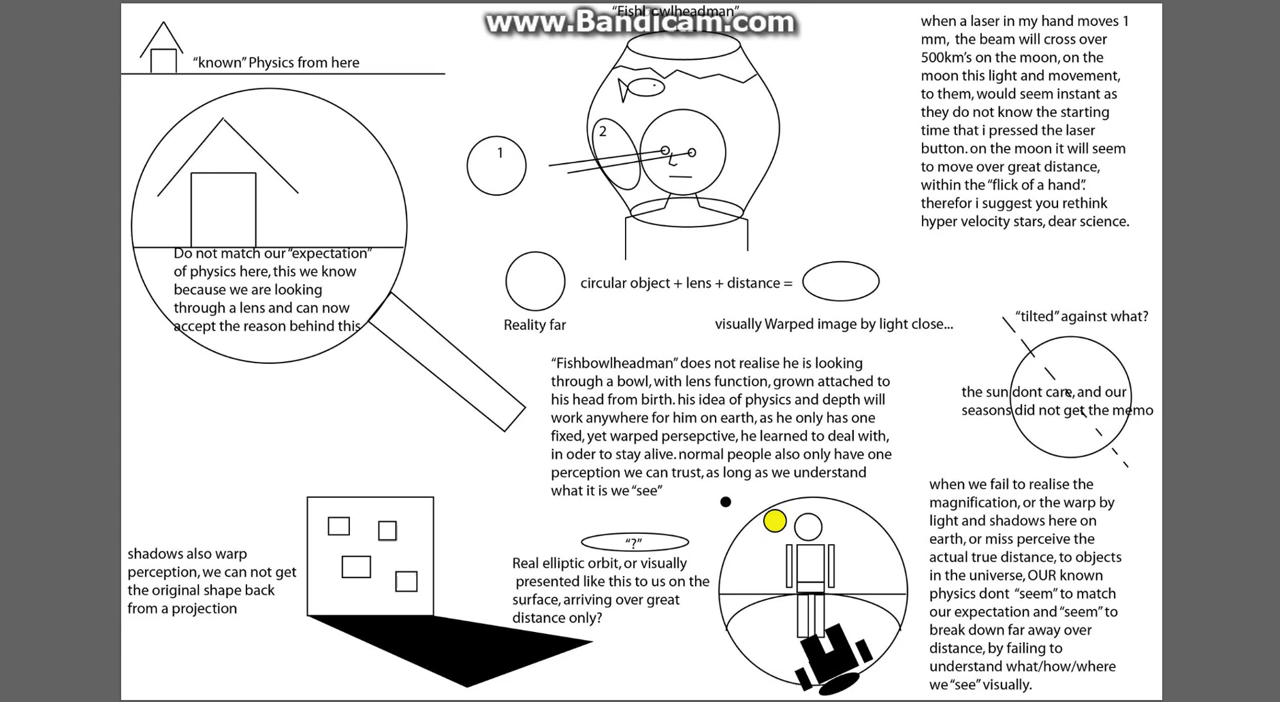 "Fishbowlheadman"
www.Bandicam.com
"known" Physics from here
Do not match our "expectation"
of physics here, this we know
because we are looking
through a lens and can now
accept the reason behind this
1
2
when a laser in my hand moves 1
mm, the beam will cross over
500km's on the moon, on the
moon this light and movement,
to them, would seem instant as
they do not know the starting
time that i pressed the laser
button. on the moon it will seem
to move over great distance,
within the "flick of a hand".
therefor i suggest you rethink
hyper velocity stars, dear science.
circular object + lens + distance =
Reality far
visually Warped image by light close...
"tilted" against what?
the sun dont care, and our
seasons did not get the memo
"Fishbowlheadman" does not realise he is looking
through a bowl, with lens function, grown attached to
his head from birth. his idea of physics and depth will
work anywhere for him on earth, as he only has one
fixed, yet warped persepctive, he learned to deal with,
in oder to stay alive. normal people also only have one
perception we can trust, as long as we understand
what it is we "see"
shadows also warp
perception, we can not get
the original shape back
from a projection
"?"
Real elliptic orbit, or visually
presented like this to us on the
surface, arriving over great
distance only?
when we fail to realise the
magnification, or the warp by
light and shadows here on
earth, or miss perceive the
actual true distance, to objects
in the universe, OUR known
physics dont "seem" to match
our expectation and "seem" to
break down far away over
distance, by failing to
understand what/how/where
we "see" visually.